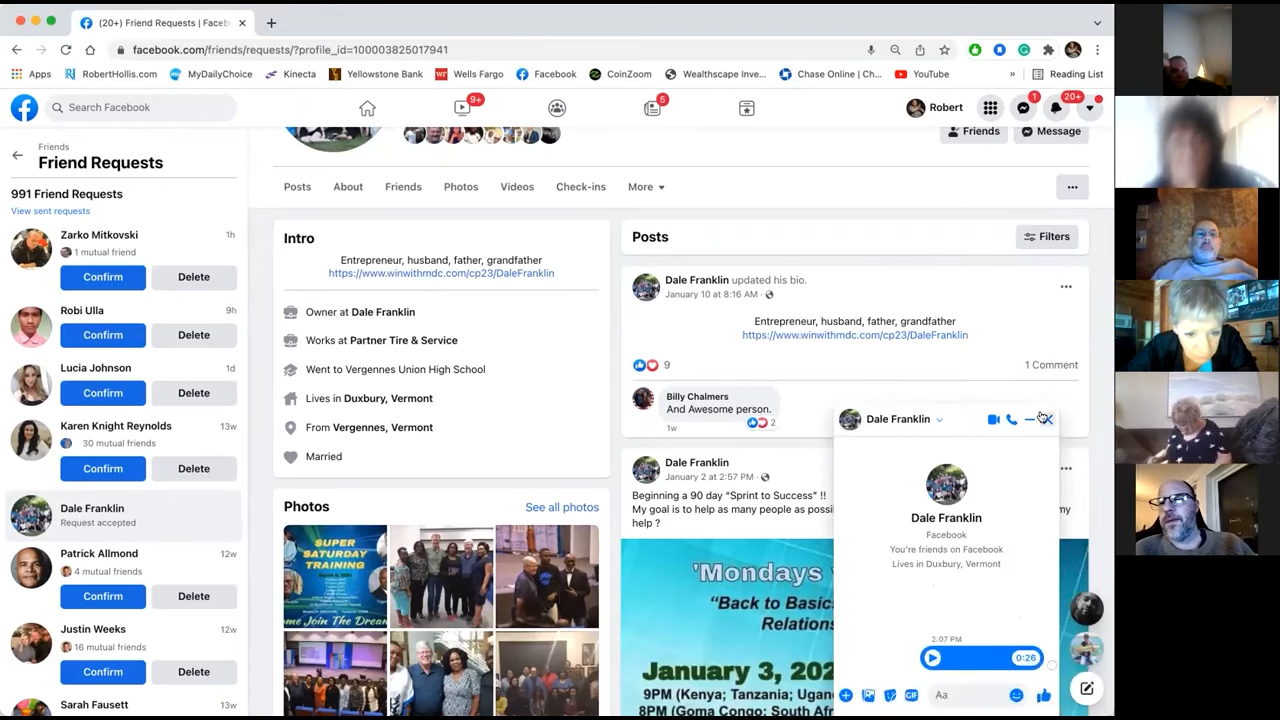 (20+) Friend Requests | Faceb
facebook.com/friends/requests/?profile_id=100003825017941
Apps
RobertHollis.com
MyDailyChoice
Kinecta
Yellowstone Bank
Wells Fargo
Facebook
CoinZoom
Wealthscape Inve...
Chase Online | Ch...
YouTube
»
Reading List
Search Facebook
9+
5
Robert
1
20+
Friends
Friend Requests
991 Friend Requests
View sent requests
Zarko Mitkovski
1h
1 mutual friend
Confirm
Delete
Robi Ulla
9h
Confirm
Delete
Lucia Johnson
1d
Confirm
Delete
Karen Knight Reynolds
13w
30 mutual friends
Confirm
Delete
Dale Franklin
Request accepted
Patrick Allmond
12w
4 mutual friends
Confirm
Delete
Justin Weeks
12w
16 mutual friends
Confirm
Delete
Sarah Fausett
13w
Friends
Message
Posts
About
Friends
Photos
Videos
Check-ins
More
Intro
Entrepreneur, husband, father, grandfather
https://www.winwithmdc.com/cp23/DaleFranklin
Owner at Dale Franklin
Works at Partner Tire & Service
Went to Vergennes Union High School
Lives in Duxbury, Vermont
From Vergennes, Vermont
Married
Photos
See all photos
SUPER
SATURDAY
TRAINING
ome Join The Drea
Posts
Filters
Dale Franklin updated his bio.
January 10 at 8:16 AM ·
Entrepreneur, husband, father, grandfather
https://www.winwithmdc.com/cp23/DaleFranklin
9
1 Comment
Billy Chalmers
And Awesome person.
1w
2
Dale Franklin
January 2 at 2:57 PM ·
Beginning a 90 day “Sprint to Success” !!
My goal is to help as many people as possi
my
help ?
'Mondays
“Back to Basic
Relation
January 3, 202
9PM (Kenya; Tanzania; Ugan
8PM (Goma Congo; South Afr
Dale Franklin
Dale Franklin
Facebook
You're friends on Facebook
Lives in Duxbury, Vermont
2:07 PM
0:26
GIF
Aa